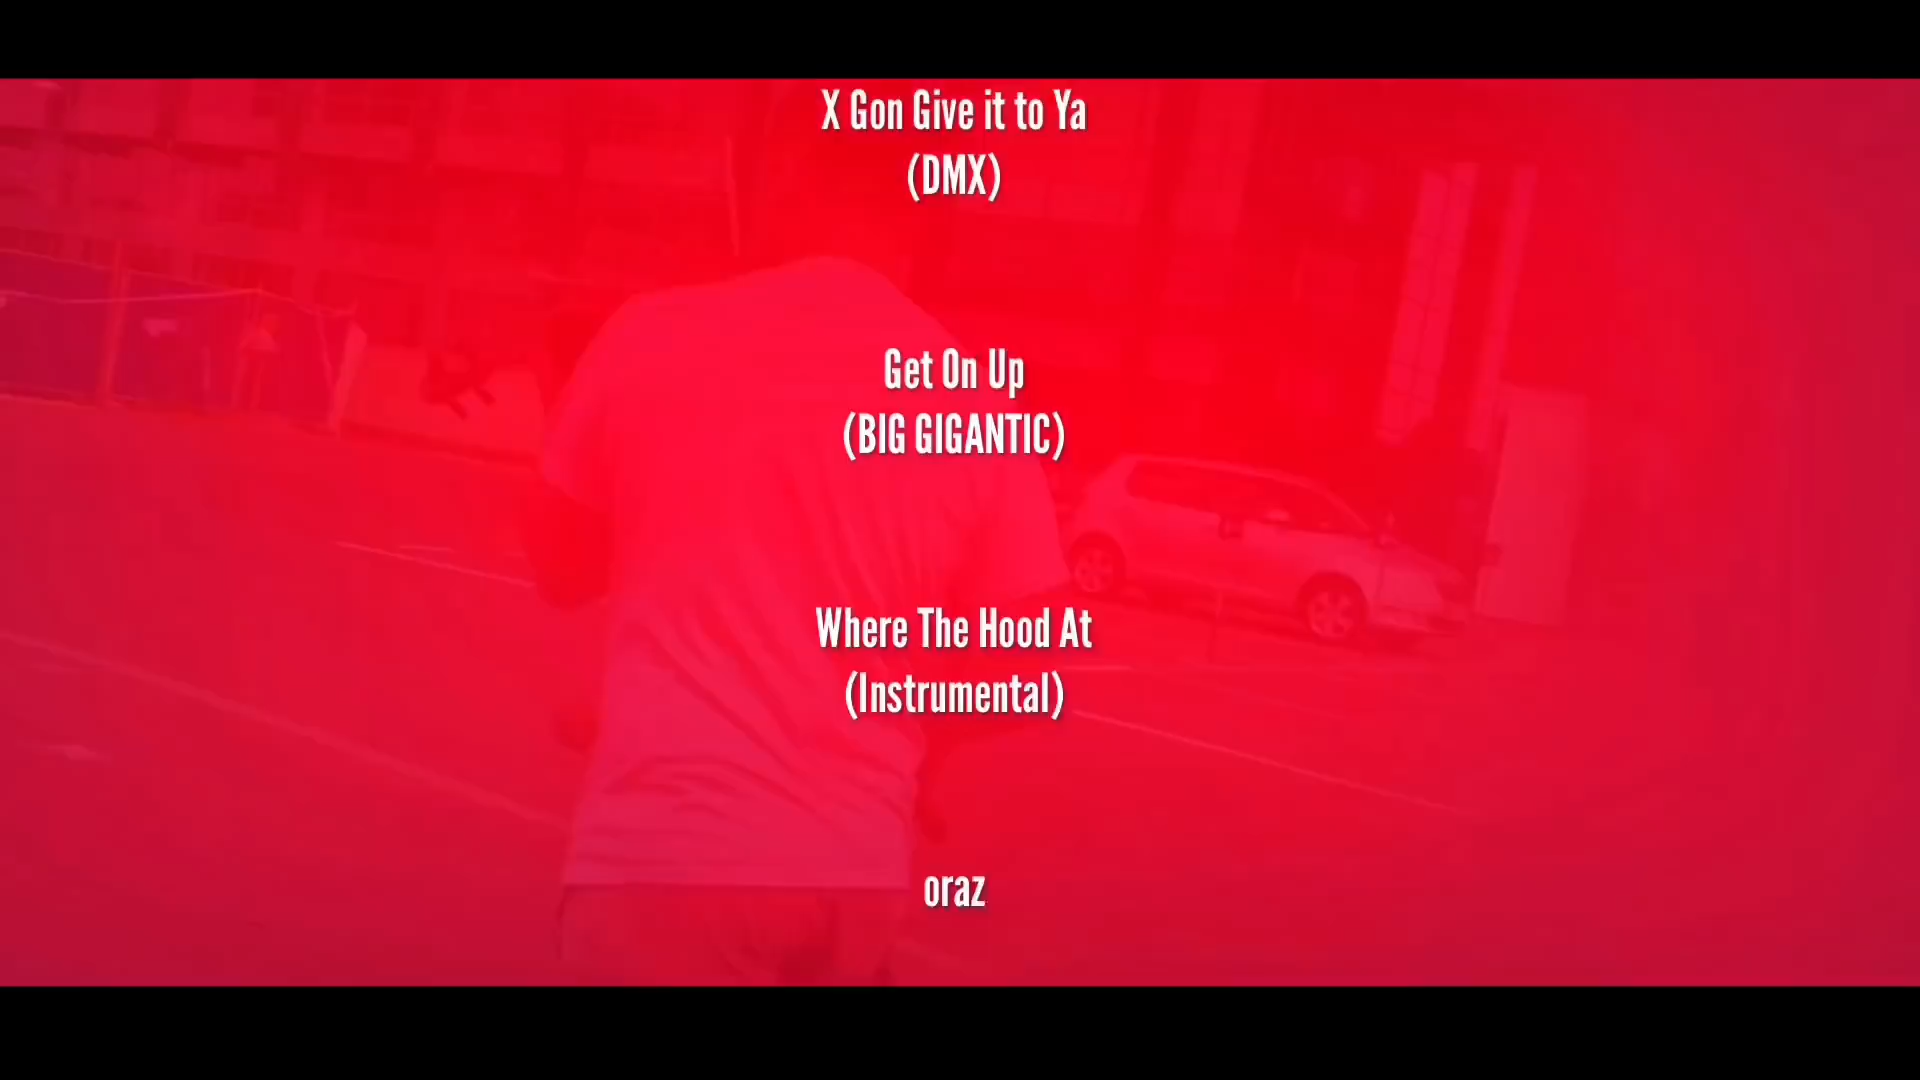 X Gon Give it to Ya
(DMX)
Get On Up
(BIG GIGANTIC)
Where The Hood At
(Instrumental)
oraz